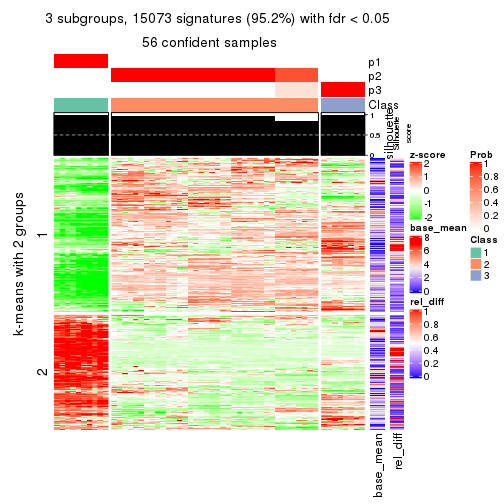 3 subgroups, 15073 signatures (95.2%) with fdr < 0.05
56 confident samples
p1
p2
p3
Class
1
0.5
0
silhouette
Silhouette
score
k-means with 2 groups
1
2
base_mean
rel_diff
z-score
2
1
0
-1
-2
base_mean
8
6
4
2
0
rel_diff
1
0.8
0.6
0.4
0.2
0
Prob
1
0.8
0.6
0.4
0.2
0
Class
1
2
3